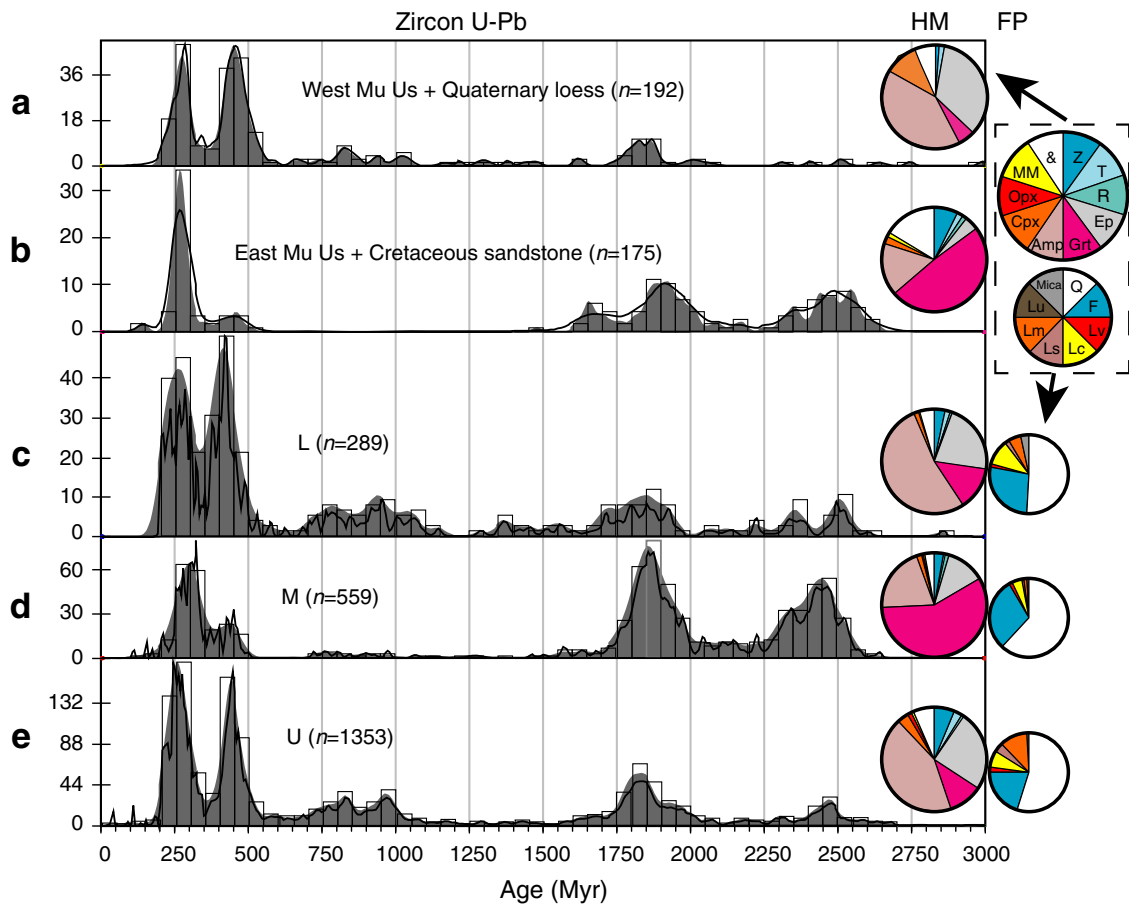 Zircon U-Pb HM FP
a
36
18
0
West Mu Us + Quaternary loess (n=192)
& Z
MM T
Opx R
Cpx Ep
Amp Grt
b
30
20
10
0
East Mu Us + Cretaceous sandstone (n=175)
Mica Q
Lu F
Lm Lv
Ls Lc
c
40
30
20
10
0
L (n=289)
d
60
30
0
M (n=559)
e
132
88
44
0
U (n=1353)
0 250 500 750 1000 1250 1500 1750 2000 2250 2500 2750 3000
Age (Myr)